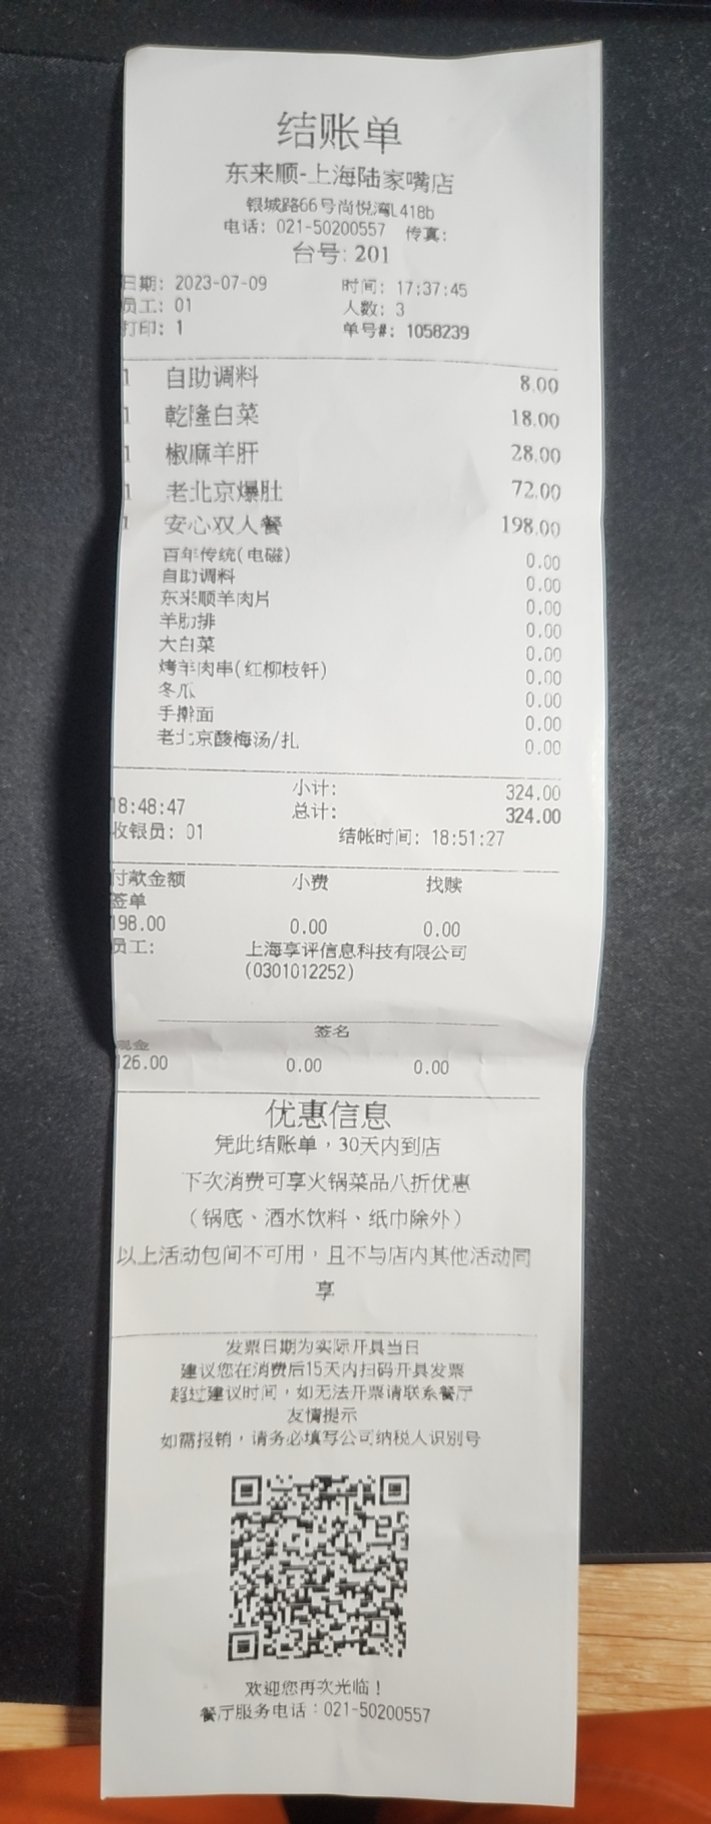 结账单
东来顺-上海陆家嘴店
银城路66号尚悦湾L418b
电话: 021-50200557 传真:
台号: 201
日期: 2023-07-09 时间: 17:37:45
员工: 01 人数: 3
打印: 1 单号#: 1058239
1 自助调料 8.00
1 乾隆白菜 18.00
1 椒麻羊肝 28.00
1 老北京爆肚 72.00
1 安心双人餐 198.00
百年传统(电磁) 0.00
自助调料 0.00
东来顺羊肉片 0.00
羊肋排 0.00
大白菜 0.00
烤羊肉串(红柳枝钎) 0.00
冬瓜 0.00
手擀面 0.00
老北京酸梅汤/扎 0.00
小计: 324.00
18:48:47 总计: 324.00
收银员: 01 结帐时间: 18:51:27
付款金额 小费 找赎
签单
198.00 0.00 0.00
员工: 上海享评信息科技有限公司
(0301012252)
签名
现金
126.00 0.00 0.00
优惠信息
凭此结账单，30天内到店
下次消费可享火锅菜品八折优惠
（锅底、酒水饮料、纸巾除外）
以上活动包间不可用，且不与店内其他活动同
享
发票日期为实际开具当日
建议您在消费后15天内扫码开具发票
超过建议时间，如无法开票请联系餐厅
友情提示
如需报销，请务必填写公司纳税人识别号
欢迎您再次光临！
餐厅服务电话：021-50200557